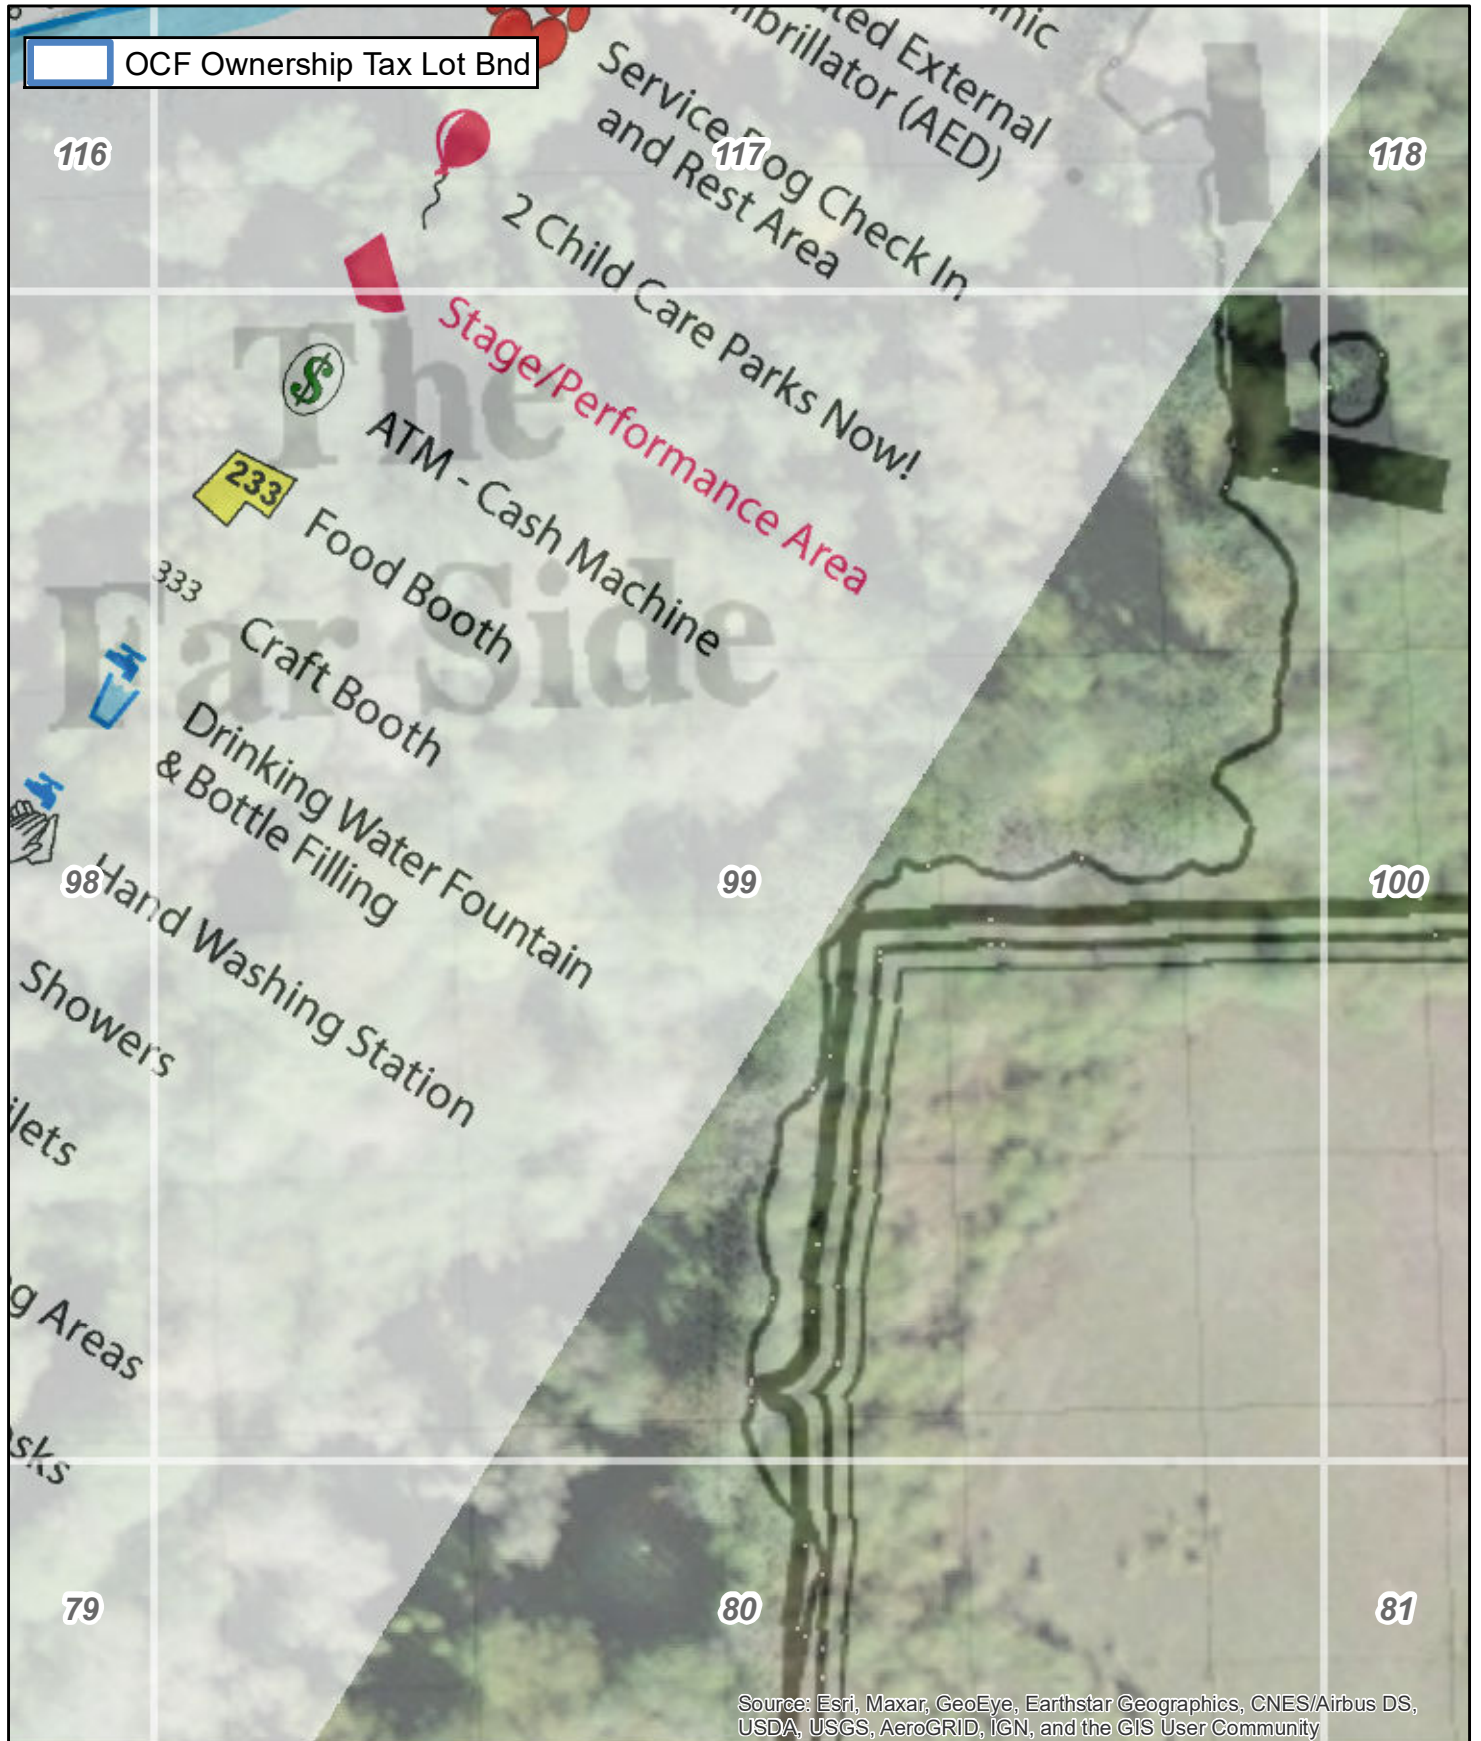 OCF Ownership Tax Lot Bnd
ted External
ibrillator (AED)
Service Dog Check In
and Rest Area
2 Child Care Parks Now!
Stage/Performance Area
$
ATM - Cash Machine
233
Food Booth
333
Craft Booth
Drinking Water Fountain
& Bottle Filling
Hand Washing Station
Showers
ilets
g Areas
sks
The
Far Side
116
117
118
98
99
100
79
80
81
Source: Esri, Maxar, GeoEye, Earthstar Geographics, CNES/Airbus DS,
USDA, USGS, AeroGRID, IGN, and the GIS User Community